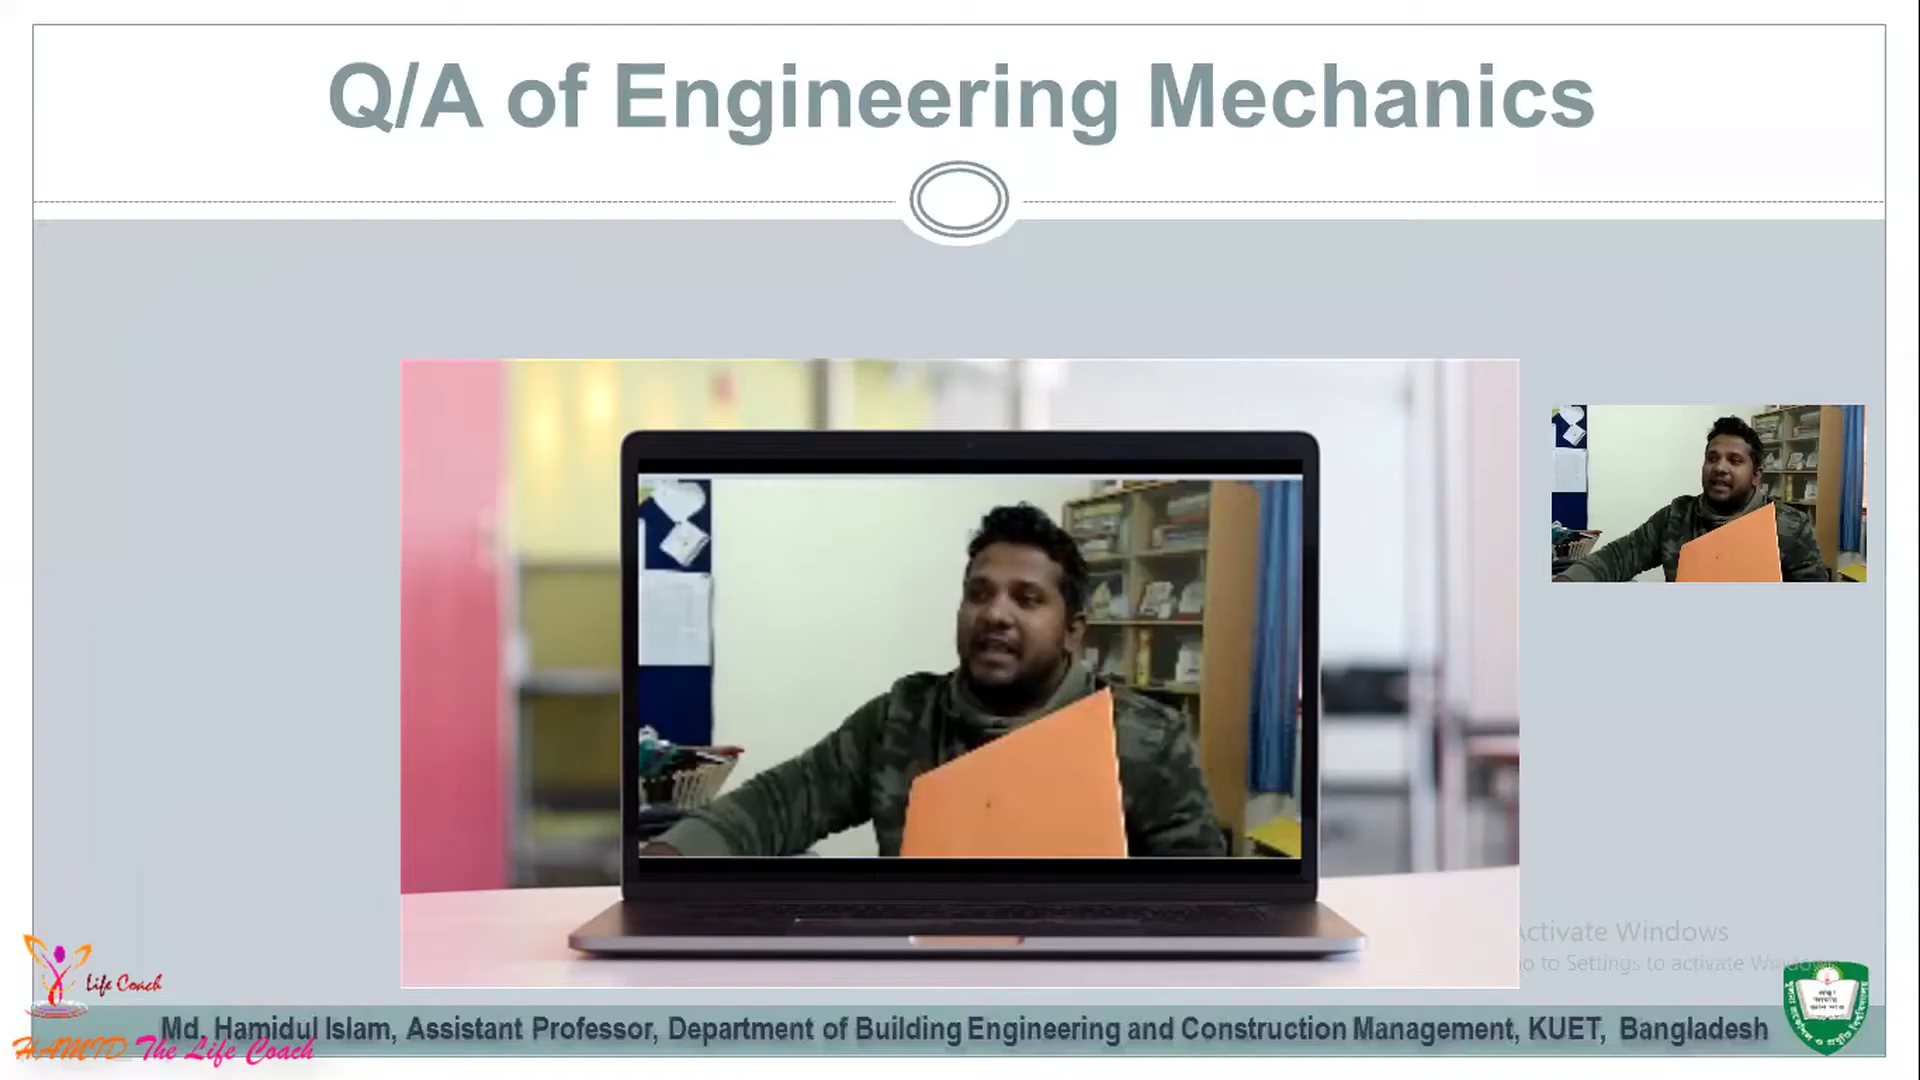 Q/A of Engineering Mechanics
Activate Windows
Go to Settings to activate Windows.
Life Coach
Md, Hamidul Islam, Assistant Professor, Department of Building Engineering and Construction Management, KUET, Bangladesh
HAMID The Life Coach